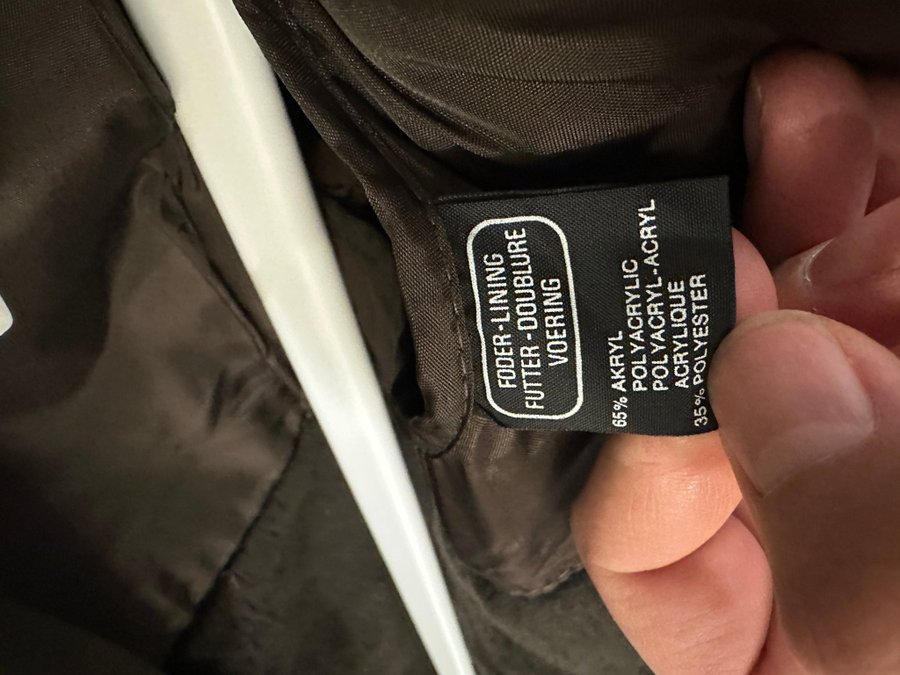 FODER-LINING
FUTTER-DOUBLURE
VOERING
65% AKRYL
POLYACRYLIC
POLYACRYL-ACRYL
ACRYLIQUE
35% POLYESTER